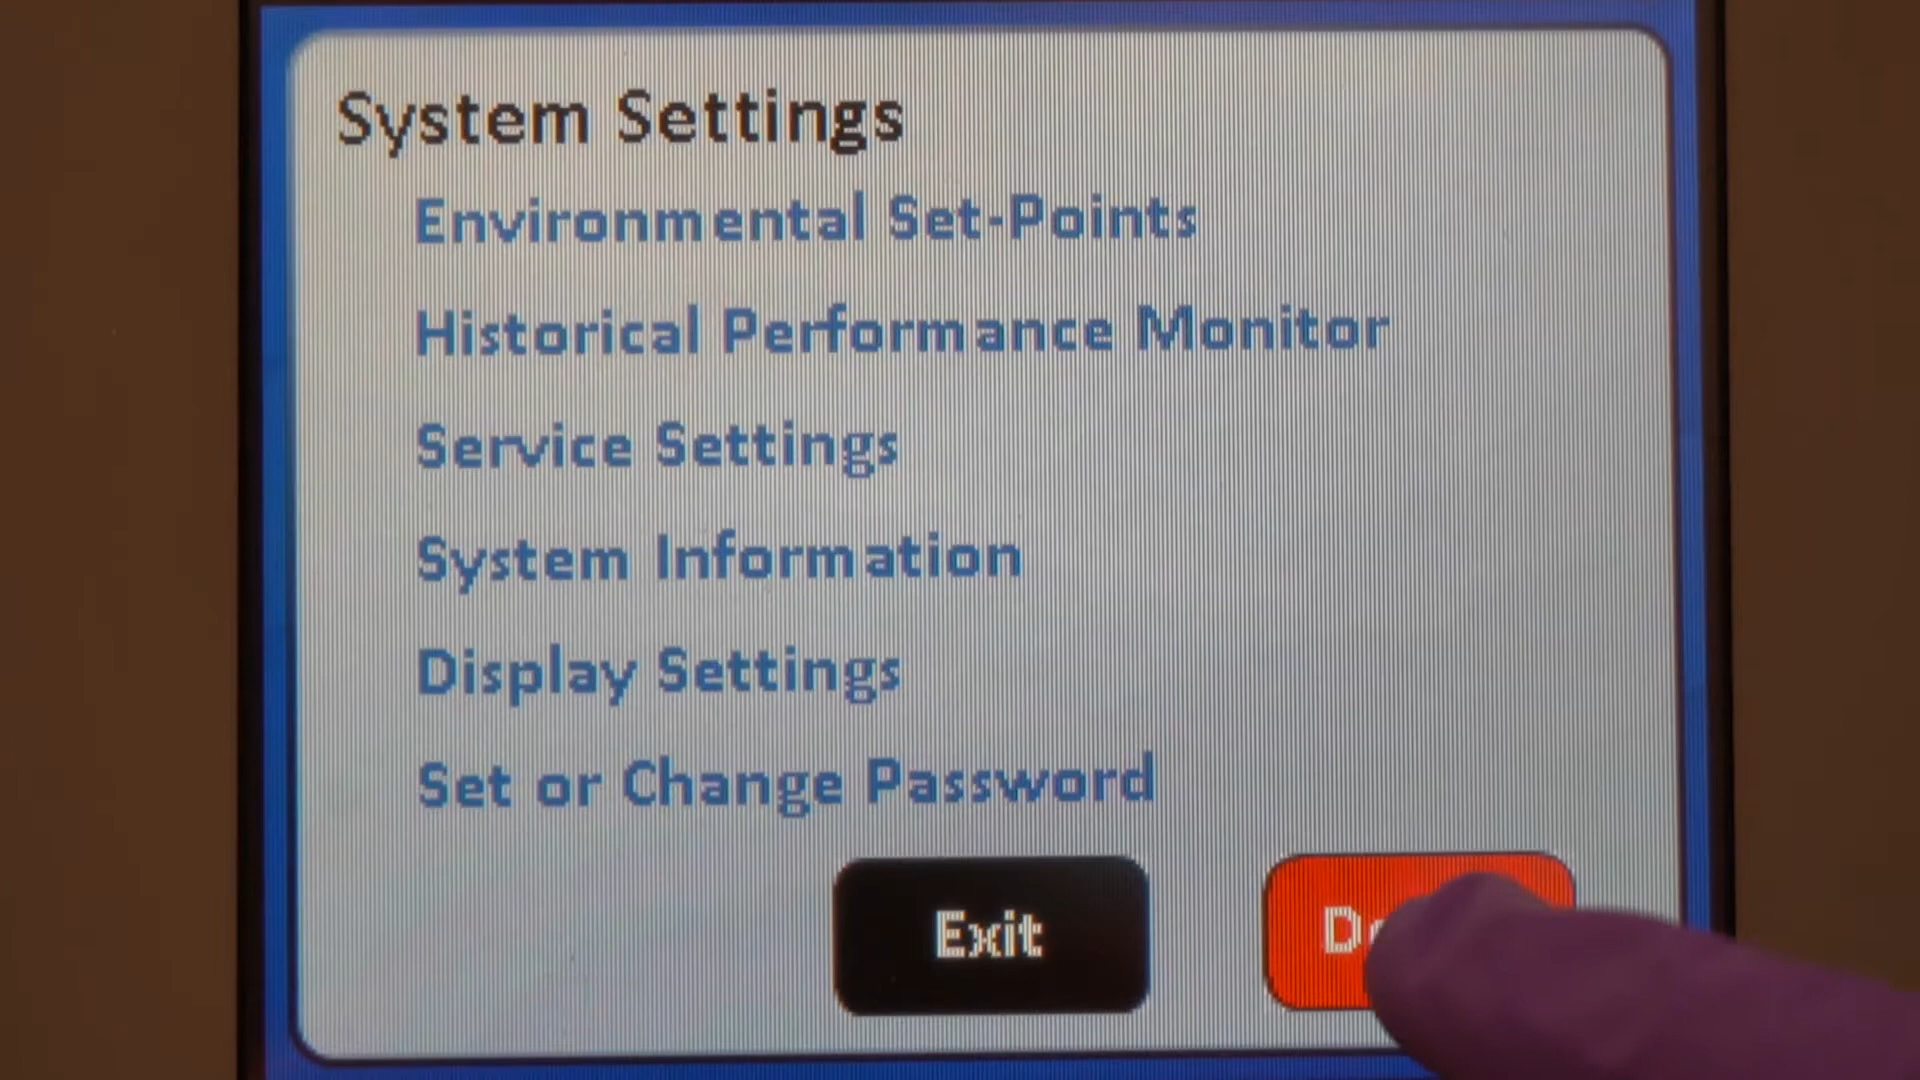 System Settings
Environmental Set-Points
Historical Performance Monitor
Service Settings
System Information
Display Settings
Set or Change Password
Exit